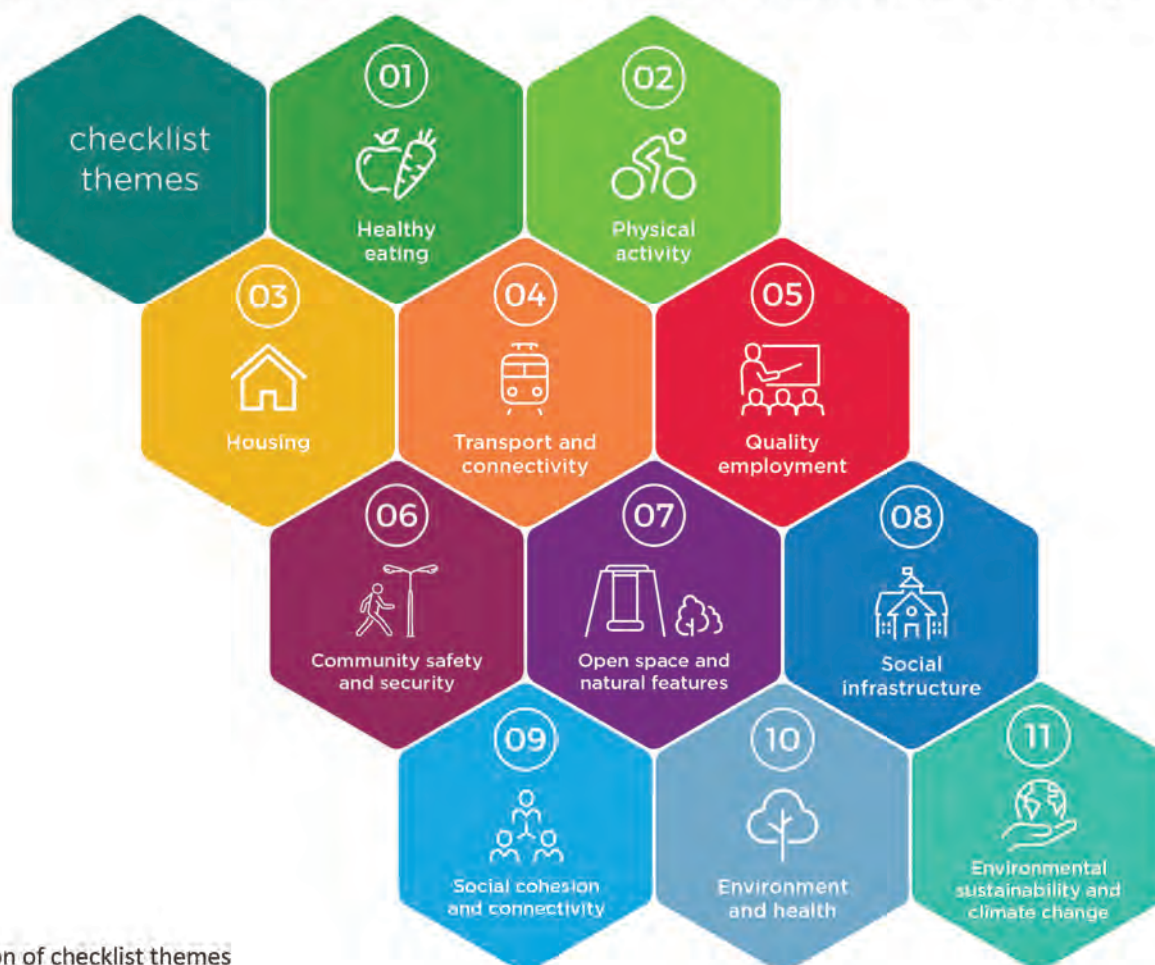 checklist
themes
01
Healthy
eating
02
Physical
activity
03
Housing
04
Transport and
connectivity
05
Quality
employment
06
Community safety
and security
07
Open space and
natural features
08
Social
infrastructure
09
Social cohesion
and connectivity
10
Environment
and health
11
Environmental
sustainability and
climate change
of checklist themes